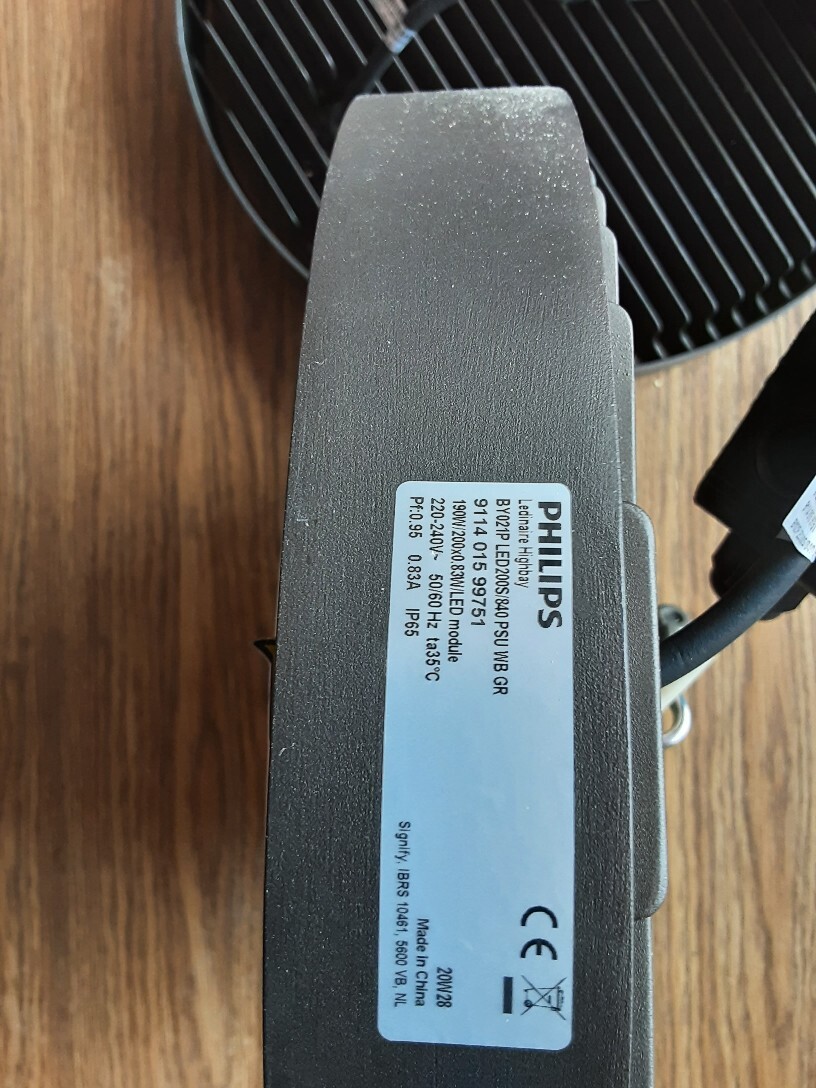 PHILIPS
Ledinaire Highbay
BY021P LED200S/840 PSU WB GR
9114 015 99751
190W/200x0.83W/LED module
220-240V~ 50/60 Hz ta35°C
Pf:0.95 0.83A IP65
CE
20W28
Made in China
Signify, IBRS 10461, 5600 VB, NL